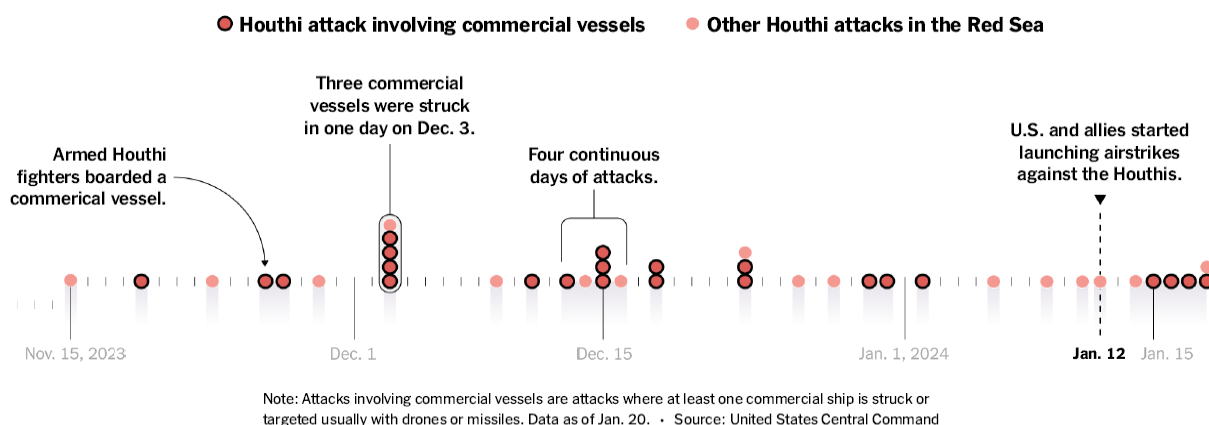 Houthi attack involving commercial vessels
Other Houthi attacks in the Red Sea
Three commercial
vessels were struck
in one day on Dec. 3.
Armed Houthi
fighters boarded a
commerical vessel.
Four continuous
days of attacks.
U.S. and allies started
launching airstrikes
against the Houthis.
Nov. 15, 2023
Dec. 1
Dec. 15
Jan. 1, 2024
Jan. 12
Jan. 15
Note: Attacks involving commercial vessels are attacks where at least one commercial ship is struck or
targeted usually with drones or missiles. Data as of Jan. 20. • Source: United States Central Command